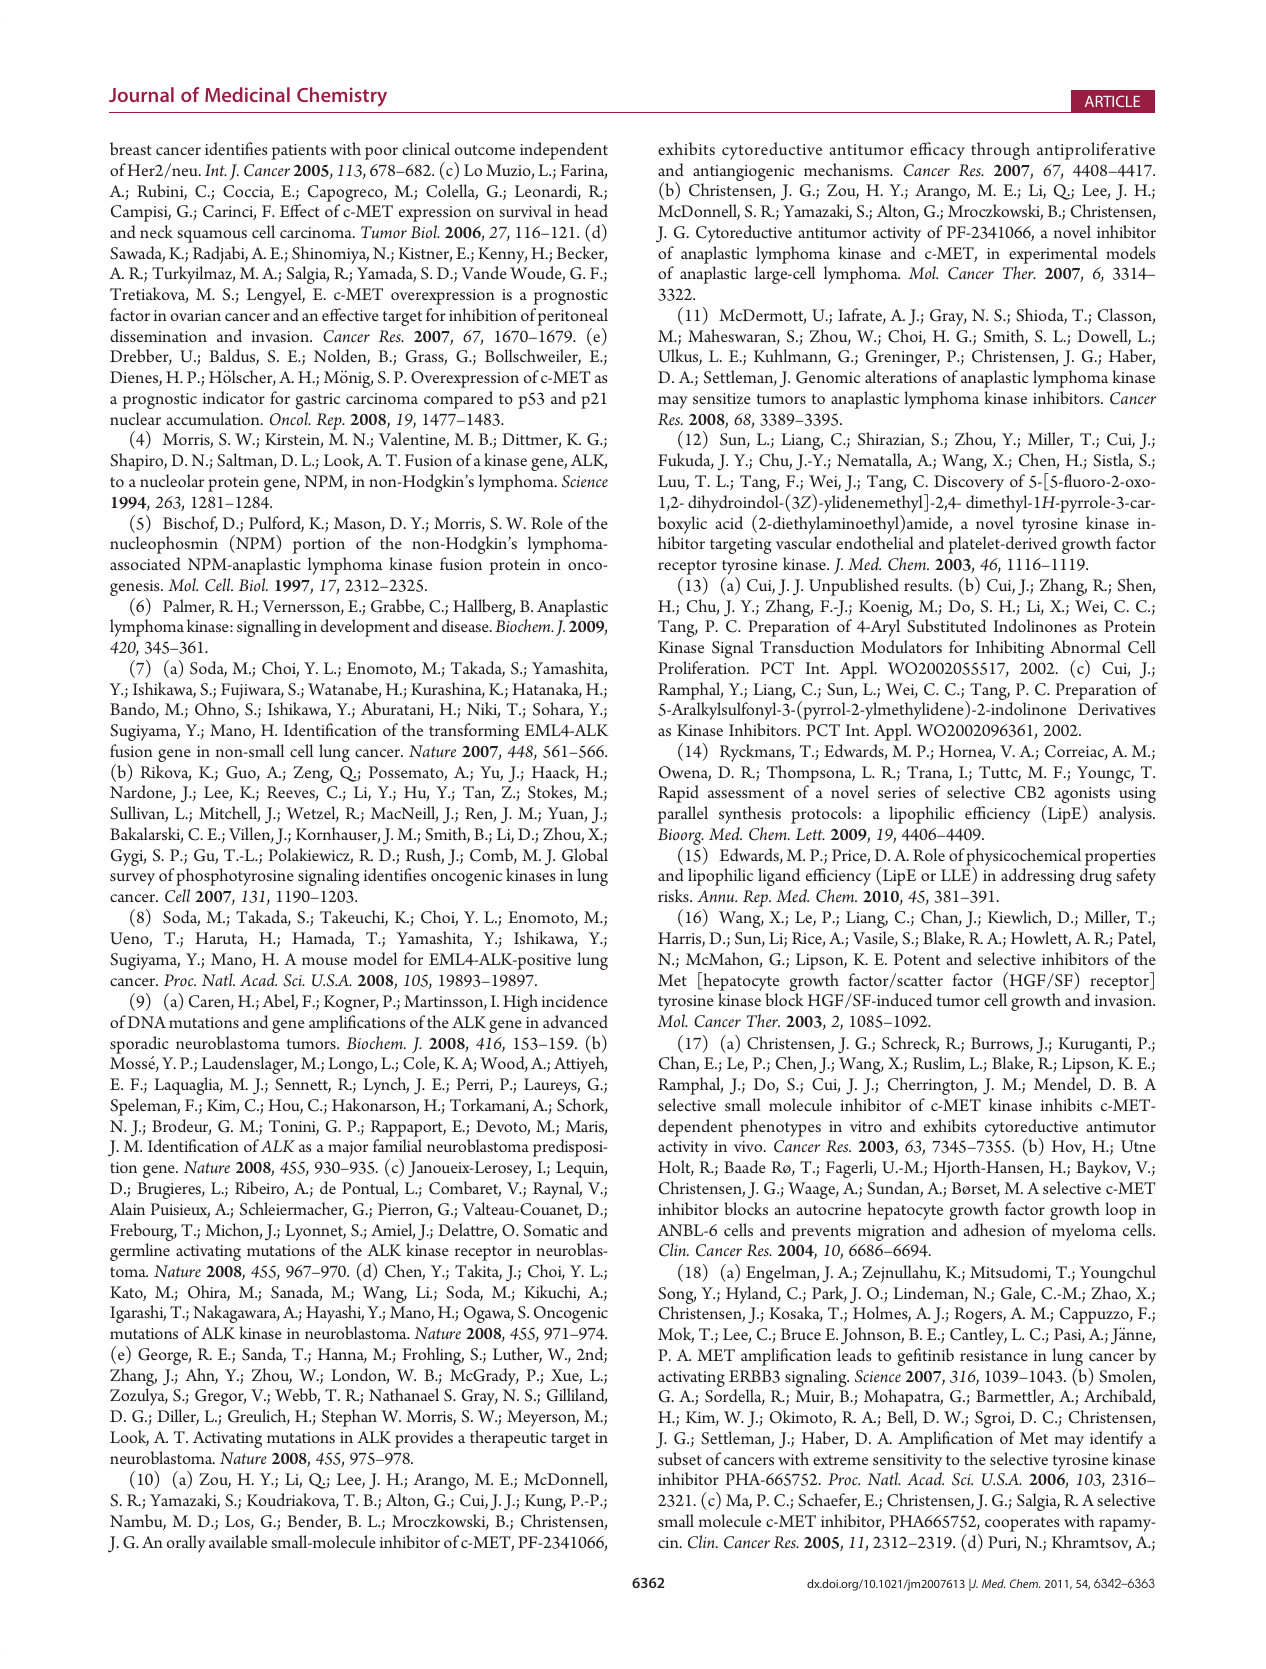 Journal of Medicinal Chemistry
ARTICLE
breast cancer identifies patients with poor clinical outcome independent
of Her2/neu. Int. J. Cancer 2005, 113, 678–682. (c) Lo Muzio, L.; Farina,
A.; Rubini, C.; Coccia, E.; Capogreco, M.; Colella, G.; Leonardi, R.;
Campisi, G.; Carinci, F. Effect of c-MET expression on survival in head
and neck squamous cell carcinoma. Tumor Biol. 2006, 27, 116–121. (d)
Sawada, K.; Radjabi, A. E.; Shinomiya, N.; Kistner, E.; Kenny, H.; Becker,
A. R.; Turkyilmaz, M. A.; Salgia, R.; Yamada, S. D.; Vande Woude, G. F.;
Tretiakova, M. S.; Lengyel, E. c-MET overexpression is a prognostic
factor in ovarian cancer and an effective target for inhibition of peritoneal
dissemination and invasion. Cancer Res. 2007, 67, 1670–1679. (e)
Drebber, U.; Baldus, S. E.; Nolden, B.; Grass, G.; Bollschweiler, E.;
Dienes, H. P.; Hölscher, A. H.; Mönig, S. P. Overexpression of c-MET as
a prognostic indicator for gastric carcinoma compared to p53 and p21
nuclear accumulation. Oncol. Rep. 2008, 19, 1477–1483.
(4) Morris, S. W.; Kirstein, M. N.; Valentine, M. B.; Dittmer, K. G.;
Shapiro, D. N.; Saltman, D. L.; Look, A. T. Fusion of a kinase gene, ALK,
to a nucleolar protein gene, NPM, in non-Hodgkin's lymphoma. Science
1994, 263, 1281–1284.
(5) Bischof, D.; Pulford, K.; Mason, D. Y.; Morris, S. W. Role of the
nucleophosmin (NPM) portion of the non-Hodgkin's lymphoma-
associated NPM-anaplastic lymphoma kinase fusion protein in onco-
genesis. Mol. Cell. Biol. 1997, 17, 2312–2325.
(6) Palmer, R. H.; Vernersson, E.; Grabbe, C.; Hallberg, B. Anaplastic
lymphoma kinase: signalling in development and disease. Biochem. J. 2009,
420, 345–361.
(7) (a) Soda, M.; Choi, Y. L.; Enomoto, M.; Takada, S.; Yamashita,
Y.; Ishikawa, S.; Fujiwara, S.; Watanabe, H.; Kurashina, K.; Hatanaka, H.;
Bando, M.; Ohno, S.; Ishikawa, Y.; Aburatani, H.; Niki, T.; Sohara, Y.;
Sugiyama, Y.; Mano, H. Identification of the transforming EML4-ALK
fusion gene in non-small cell lung cancer. Nature 2007, 448, 561–566.
(b) Rikova, K.; Guo, A.; Zeng, Q.; Possemato, A.; Yu, J.; Haack, H.;
Nardone, J.; Lee, K.; Reeves, C.; Li, Y.; Hu, Y.; Tan, Z.; Stokes, M.;
Sullivan, L.; Mitchell, J.; Wetzel, R.; MacNeill, J.; Ren, J. M.; Yuan, J.;
Bakalarski, C. E.; Villen, J.; Kornhauser, J. M.; Smith, B.; Li, D.; Zhou, X.;
Gygi, S. P.; Gu, T.-L.; Polakiewicz, R. D.; Rush, J.; Comb, M. J. Global
survey of phosphotyrosine signaling identifies oncogenic kinases in lung
cancer. Cell 2007, 131, 1190–1203.
(8) Soda, M.; Takada, S.; Takeuchi, K.; Choi, Y. L.; Enomoto, M.;
Ueno, T.; Haruta, H.; Hamada, T.; Yamashita, Y.; Ishikawa, Y.;
Sugiyama, Y.; Mano, H. A mouse model for EML4-ALK-positive lung
cancer. Proc. Natl. Acad. Sci. U.S.A. 2008, 105, 19893–19897.
(9) (a) Caren, H.; Abel, F.; Kogner, P.; Martinsson, I. High incidence
of DNA mutations and gene amplifications of the ALK gene in advanced
sporadic neuroblastoma tumors. Biochem. J. 2008, 416, 153–159. (b)
Mossé, Y. P.; Laudenslager, M.; Longo, L.; Cole, K. A; Wood, A.; Attiyeh,
E. F.; Laquaglia, M. J.; Sennett, R.; Lynch, J. E.; Perri, P.; Laureys, G.;
Speleman, F.; Kim, C.; Hou, C.; Hakonarson, H.; Torkamani, A.; Schork,
N. J.; Brodeur, G. M.; Tonini, G. P.; Rappaport, E.; Devoto, M.; Maris,
J. M. Identification of ALK as a major familial neuroblastoma predisposi-
tion gene. Nature 2008, 455, 930–935. (c) Janoueix-Lerosey, I.; Lequin,
D.; Brugieres, L.; Ribeiro, A.; de Pontual, L.; Combaret, V.; Raynal, V.;
Alain Puisieux, A.; Schleiermacher, G.; Pierron, G.; Valteau-Couanet, D.;
Frebourg, T.; Michon, J.; Lyonnet, S.; Amiel, J.; Delattre, O. Somatic and
germline activating mutations of the ALK kinase receptor in neuroblas-
toma. Nature 2008, 455, 967–970. (d) Chen, Y.; Takita, J.; Choi, Y. L.;
Kato, M.; Ohira, M.; Sanada, M.; Wang, Li.; Soda, M.; Kikuchi, A.;
Igarashi, T.; Nakagawara, A.; Hayashi, Y.; Mano, H.; Ogawa, S. Oncogenic
mutations of ALK kinase in neuroblastoma. Nature 2008, 455, 971–974.
(e) George, R. E.; Sanda, T.; Hanna, M.; Frohling, S.; Luther, W., 2nd;
Zhang, J.; Ahn, Y.; Zhou, W.; London, W. B.; McGrady, P.; Xue, L.;
Zozulya, S.; Gregor, V.; Webb, T. R.; Nathanael S. Gray, N. S.; Gilliland,
D. G.; Diller, L.; Greulich, H.; Stephan W. Morris, S. W.; Meyerson, M.;
Look, A. T. Activating mutations in ALK provides a therapeutic target in
neuroblastoma. Nature 2008, 455, 975–978.
(10) (a) Zou, H. Y.; Li, Q.; Lee, J. H.; Arango, M. E.; McDonnell,
S. R.; Yamazaki, S.; Koudriakova, T. B.; Alton, G.; Cui, J. J.; Kung, P.-P.;
Nambu, M. D.; Los, G.; Bender, B. L.; Mroczkowski, B.; Christensen,
J. G. An orally available small-molecule inhibitor of c-MET, PF-2341066,
exhibits cytoreductive antitumor efficacy through antiproliferative
and antiangiogenic mechanisms. Cancer Res. 2007, 67, 4408–4417.
(b) Christensen, J. G.; Zou, H. Y.; Arango, M. E.; Li, Q.; Lee, J. H.;
McDonnell, S. R.; Yamazaki, S.; Alton, G.; Mroczkowski, B.; Christensen,
J. G. Cytoreductive antitumor activity of PF-2341066, a novel inhibitor
of anaplastic lymphoma kinase and c-MET, in experimental models
of anaplastic large-cell lymphoma. Mol. Cancer Ther. 2007, 6, 3314–
3322.
(11) McDermott, U.; Iafrate, A. J.; Gray, N. S.; Shioda, T.; Classon,
M.; Maheswaran, S.; Zhou, W.; Choi, H. G.; Smith, S. L.; Dowell, L.;
Ulkus, L. E.; Kuhlmann, G.; Greninger, P.; Christensen, J. G.; Haber,
D. A.; Settleman, J. Genomic alterations of anaplastic lymphoma kinase
may sensitize tumors to anaplastic lymphoma kinase inhibitors. Cancer
Res. 2008, 68, 3389–3395.
(12) Sun, L.; Liang, C.; Shirazian, S.; Zhou, Y.; Miller, T.; Cui, J.;
Fukuda, J. Y.; Chu, J.-Y.; Nematalla, A.; Wang, X.; Chen, H.; Sistla, S.;
Luu, T. L.; Tang, F.; Wei, J.; Tang, C. Discovery of 5-[5-fluoro-2-oxo-
1,2- dihydroindol-(3Z)-ylidenemethyl]-2,4- dimethyl-1H-pyrrole-3-car-
boxylic acid (2-diethylaminoethyl)amide, a novel tyrosine kinase in-
hibitor targeting vascular endothelial and platelet-derived growth factor
receptor tyrosine kinase. J. Med. Chem. 2003, 46, 1116–1119.
(13) (a) Cui, J. J. Unpublished results. (b) Cui, J.; Zhang, R.; Shen,
H.; Chu, J. Y.; Zhang, F.-J.; Koenig, M.; Do, S. H.; Li, X.; Wei, C. C.;
Tang, P. C. Preparation of 4-Aryl Substituted Indolinones as Protein
Kinase Signal Transduction Modulators for Inhibiting Abnormal Cell
Proliferation. PCT Int. Appl. WO2002055517, 2002. (c) Cui, J.;
Ramphal, Y.; Liang, C.; Sun, L.; Wei, C. C.; Tang, P. C. Preparation of
5-Aralkylsulfonyl-3-(pyrrol-2-ylmethylidene)-2-indolinone Derivatives
as Kinase Inhibitors. PCT Int. Appl. WO2002096361, 2002.
(14) Ryckmans, T.; Edwards, M. P.; Hornea, V. A.; Correiac, A. M.;
Owena, D. R.; Thompsona, L. R.; Trana, I.; Tuttc, M. F.; Youngc, T.
Rapid assessment of a novel series of selective CB2 agonists using
parallel synthesis protocols: a lipophilic efficiency (LipE) analysis.
Bioorg. Med. Chem. Lett. 2009, 19, 4406–4409.
(15) Edwards, M. P.; Price, D. A. Role of physicochemical properties
and lipophilic ligand efficiency (LipE or LLE) in addressing drug safety
risks. Annu. Rep. Med. Chem. 2010, 45, 381–391.
(16) Wang, X.; Le, P.; Liang, C.; Chan, J.; Kiewlich, D.; Miller, T.;
Harris, D.; Sun, Li; Rice, A.; Vasile, S.; Blake, R. A.; Howlett, A. R.; Patel,
N.; McMahon, G.; Lipson, K. E. Potent and selective inhibitors of the
Met [hepatocyte growth factor/scatter factor (HGF/SF) receptor]
tyrosine kinase block HGF/SF-induced tumor cell growth and invasion.
Mol. Cancer Ther. 2003, 2, 1085–1092.
(17) (a) Christensen, J. G.; Schreck, R.; Burrows, J.; Kuruganti, P.;
Chan, E.; Le, P.; Chen, J.; Wang, X.; Ruslim, L.; Blake, R.; Lipson, K. E.;
Ramphal, J.; Do, S.; Cui, J. J.; Cherrington, J. M.; Mendel, D. B. A
selective small molecule inhibitor of c-MET kinase inhibits c-MET-
dependent phenotypes in vitro and exhibits cytoreductive antimutor
activity in vivo. Cancer Res. 2003, 63, 7345–7355. (b) Hov, H.; Utne
Holt, R.; Baade Rø, T.; Fagerli, U.-M.; Hjorth-Hansen, H.; Baykov, V.;
Christensen, J. G.; Waage, A.; Sundan, A.; Børset, M. A selective c-MET
inhibitor blocks an autocrine hepatocyte growth factor growth loop in
ANBL-6 cells and prevents migration and adhesion of myeloma cells.
Clin. Cancer Res. 2004, 10, 6686–6694.
(18) (a) Engelman, J. A.; Zejnullahu, K.; Mitsudomi, T.; Youngchul
Song, Y.; Hyland, C.; Park, J. O.; Lindeman, N.; Gale, C.-M.; Zhao, X.;
Christensen, J.; Kosaka, T.; Holmes, A. J.; Rogers, A. M.; Cappuzzo, F.;
Mok, T.; Lee, C.; Bruce E. Johnson, B. E.; Cantley, L. C.; Pasi, A.; Jänne,
P. A. MET amplification leads to gefitinib resistance in lung cancer by
activating ERBB3 signaling. Science 2007, 316, 1039–1043. (b) Smolen,
G. A.; Sordella, R.; Muir, B.; Mohapatra, G.; Barmettler, A.; Archibald,
H.; Kim, W. J.; Okimoto, R. A.; Bell, D. W.; Sgroi, D. C.; Christensen,
J. G.; Settleman, J.; Haber, D. A. Amplification of Met may identify a
subset of cancers with extreme sensitivity to the selective tyrosine kinase
inhibitor PHA-665752. Proc. Natl. Acad. Sci. U.S.A. 2006, 103, 2316–
2321. (c) Ma, P. C.; Schaefer, E.; Christensen, J. G.; Salgia, R. A selective
small molecule c-MET inhibitor, PHA665752, cooperates with rapamy-
cin. Clin. Cancer Res. 2005, 11, 2312–2319. (d) Puri, N.; Khramtsov, A.;
6362
dx.doi.org/10.1021/jm2007613 |J. Med. Chem. 2011, 54, 6342–6363